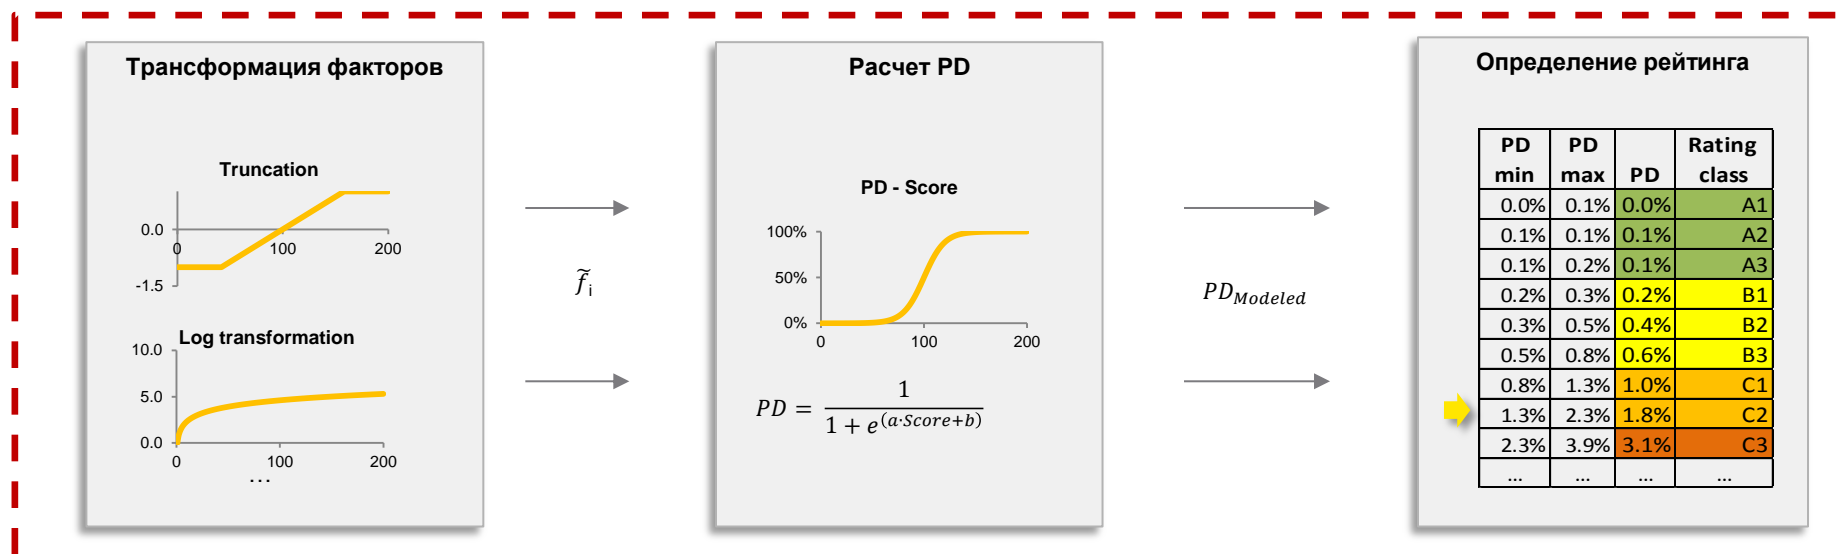 Трансформация факторов
Truncation
0.0
0 100 200
-1.5
Log transformation
10.0
5.0
0.0
0 100 200
...
f̃i
Расчет PD
PD - Score
100%
50%
0%
0 100 200
PD = 1 / (1 + e^(a·Score+b))
PD_Modeled
Определение рейтинга
PD min PD max PD Rating class
0.0% 0.1% 0.0% A1
0.1% 0.1% 0.1% A2
0.1% 0.2% 0.1% A3
0.2% 0.3% 0.2% B1
0.3% 0.5% 0.4% B2
0.5% 0.8% 0.6% B3
0.8% 1.3% 1.0% C1
1.3% 2.3% 1.8% C2
2.3% 3.9% 3.1% C3
... ... ... ...